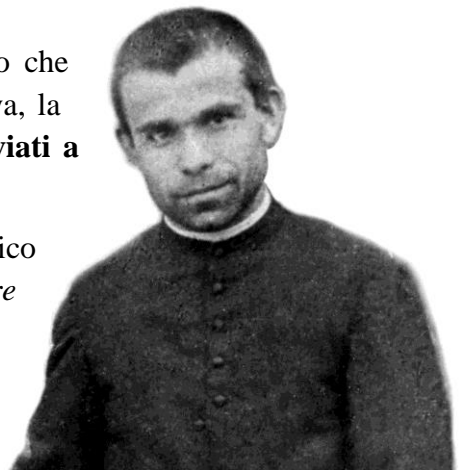 o che
va, la
viati a
ico
re